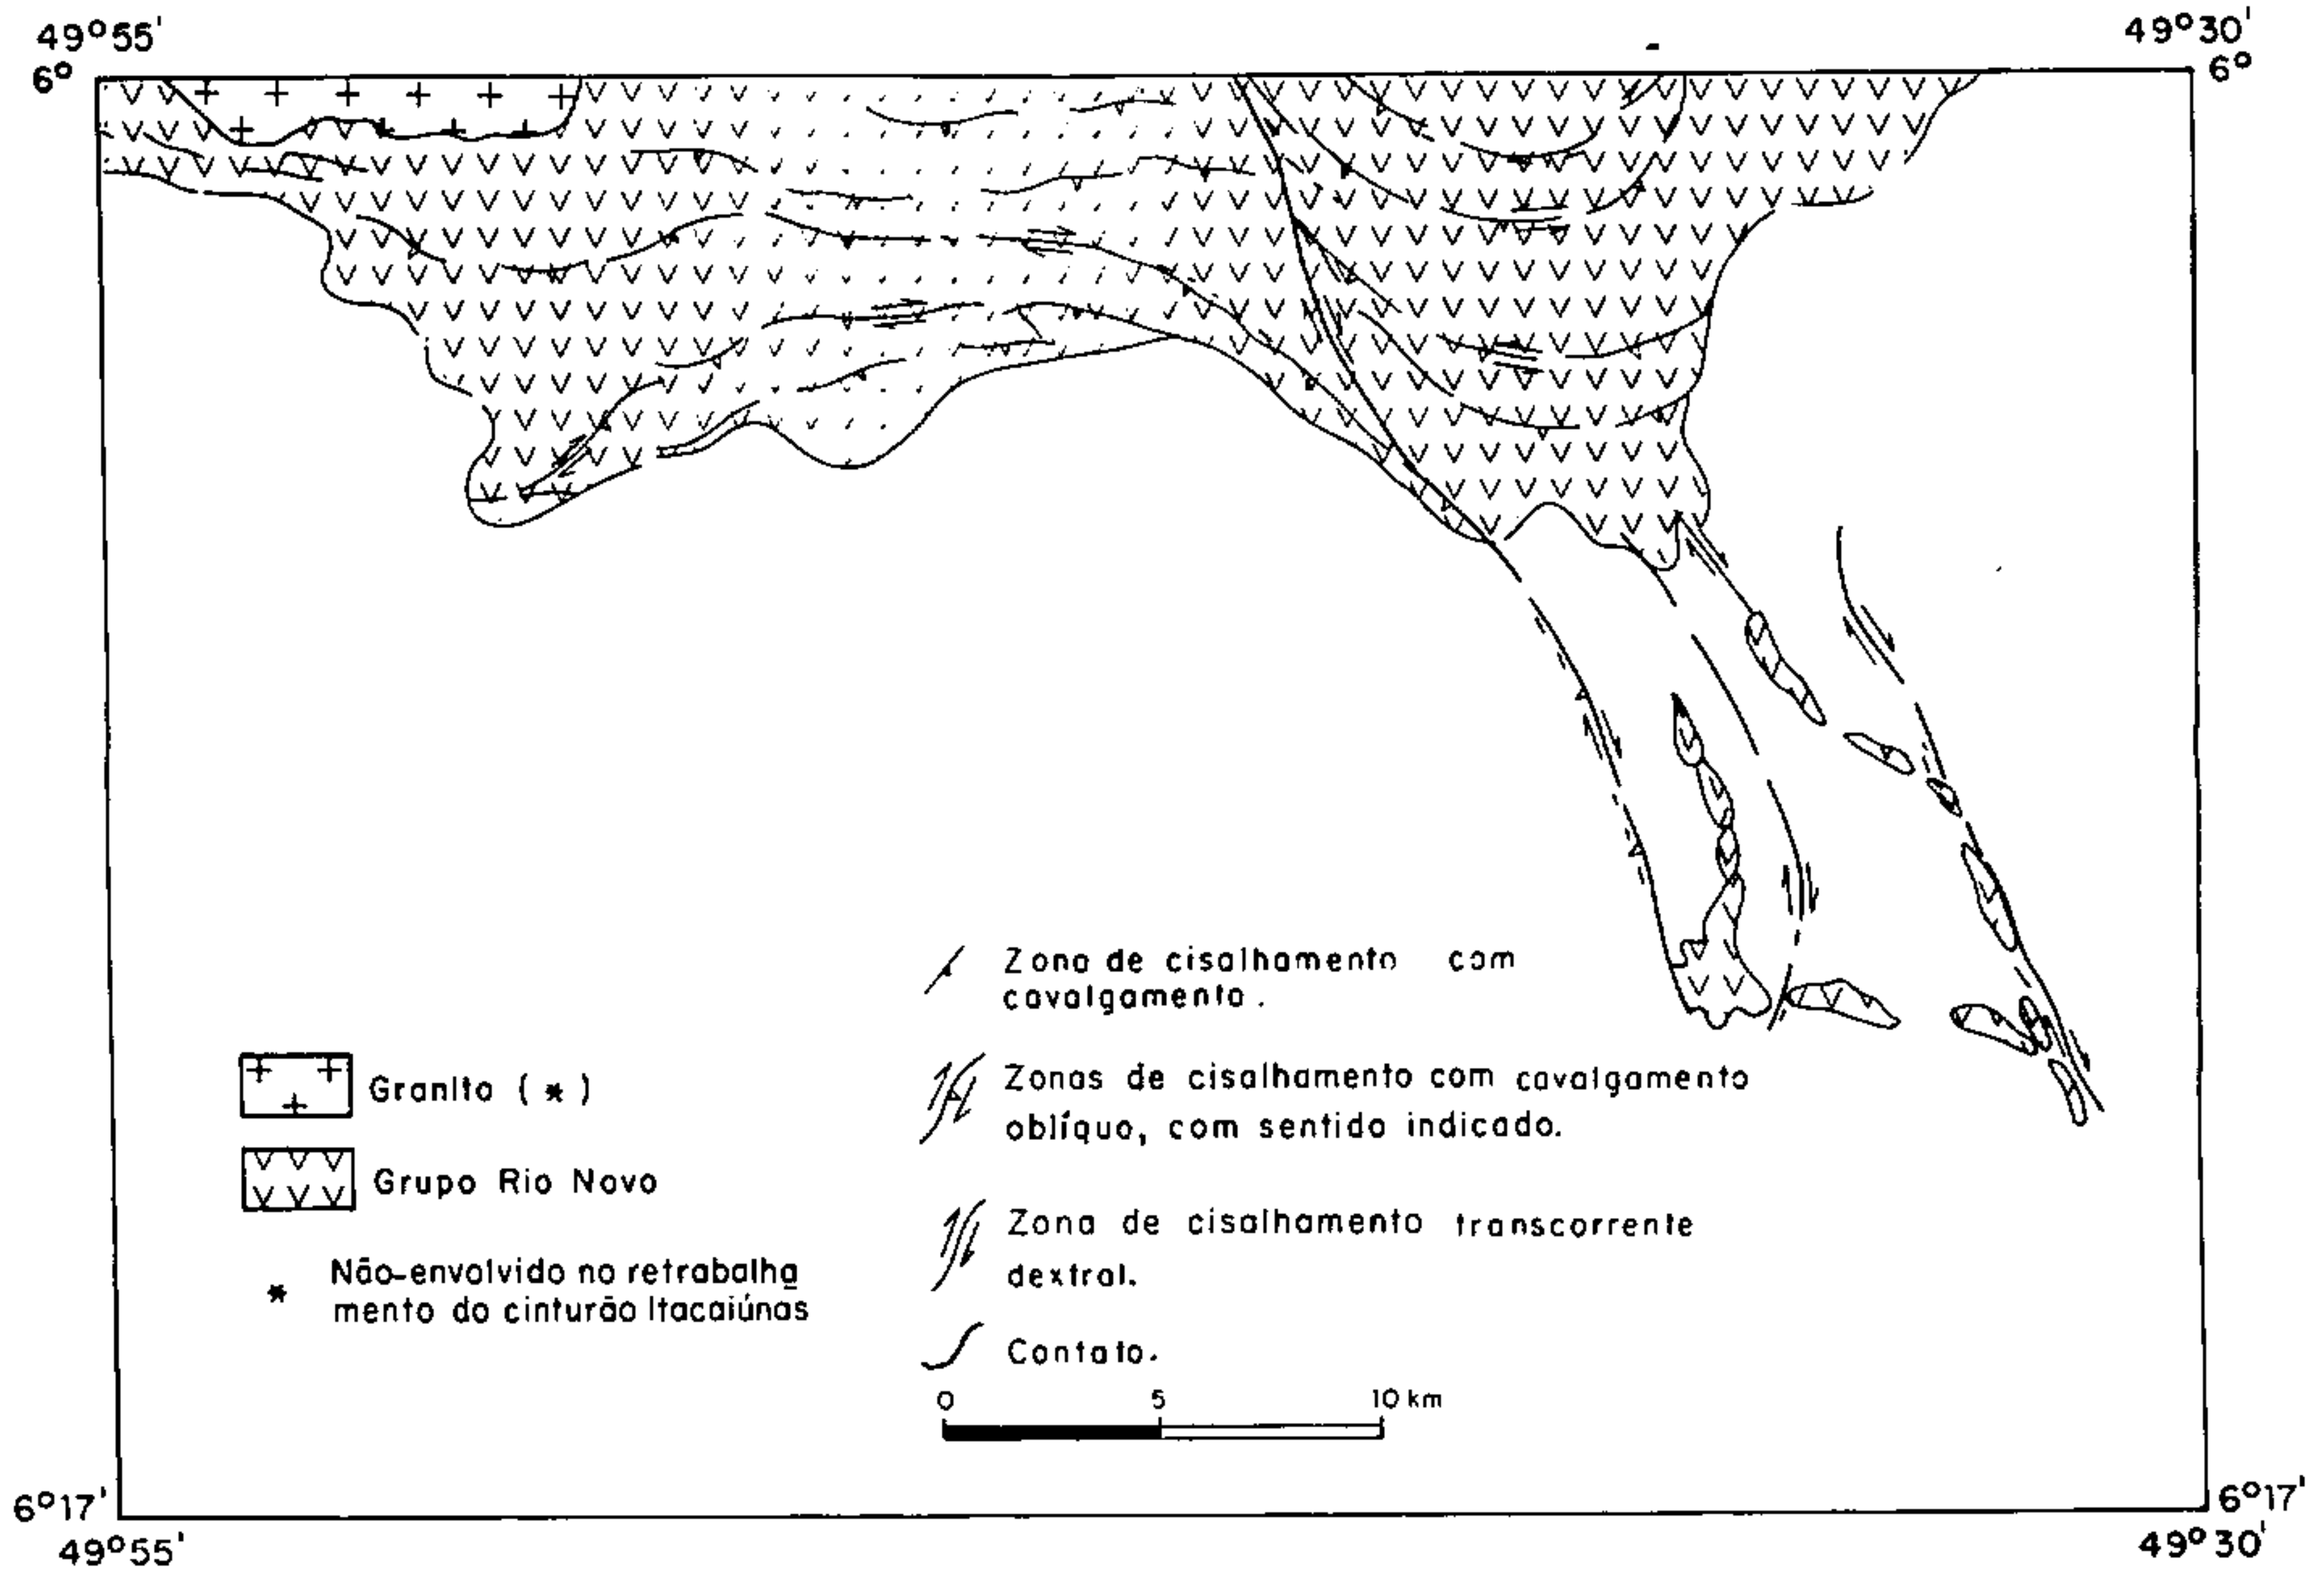 49°55'
49°30'
6°
6°
Zona de cisalhamento com
cavalgamento.
Granito (*)
Zonas de cisalhamento com cavalgamento
oblíquo, com sentido indicado.
Grupo Rio Novo
Zona de cisalhamento transcorrente
dextral.
* Não-envolvido no retrabalha
mento do cinturão Itacaiúnas
Contato.
0 5 10 km
6°17'
6°17'
49°55'
49°30'